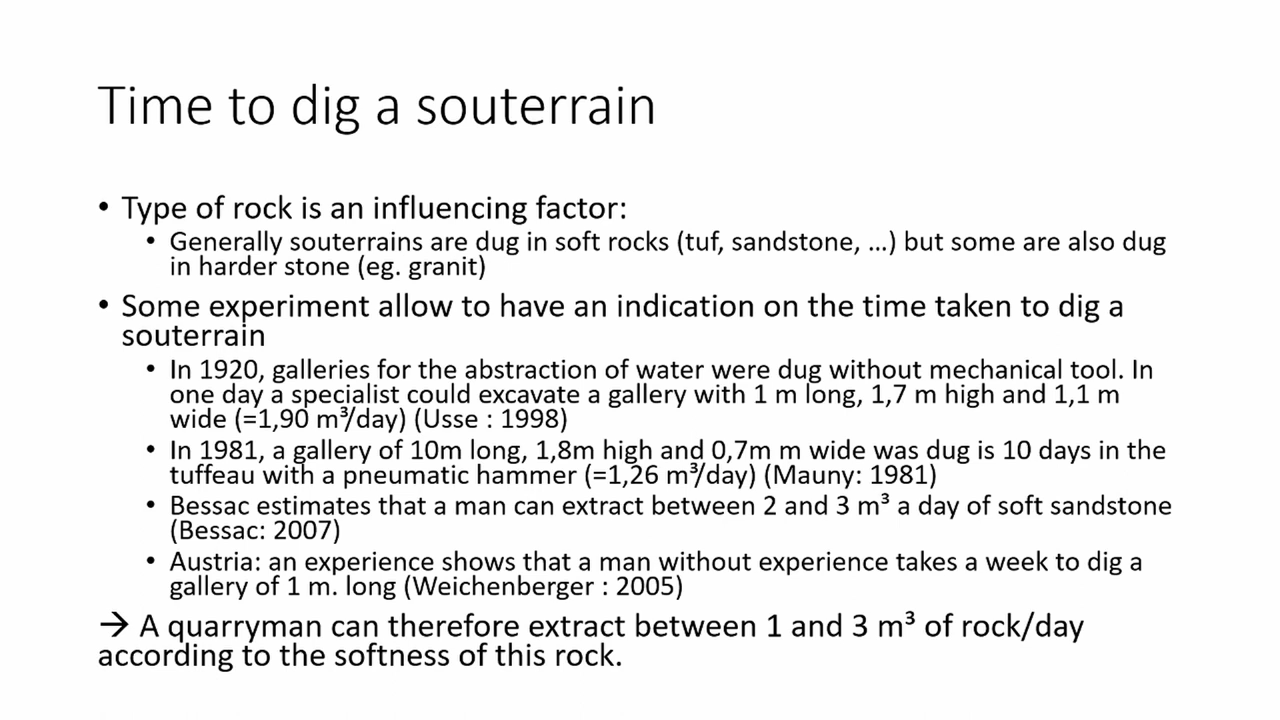 Time to dig a souterrain
• Type of rock is an influencing factor:
• Generally souterrains are dug in soft rocks (tuf, sandstone, ...) but some are also dug
in harder stone (eg. granit)
• Some experiment allow to have an indication on the time taken to dig a
souterrain
• In 1920, galleries for the abstraction of water were dug without mechanical tool. In
one day a specialist could excavate a gallery with 1 m long, 1,7 m high and 1,1 m
wide (=1,90 m³/day) (Usse : 1998)
• In 1981, a gallery of 10m long, 1,8m high and 0,7m m wide was dug is 10 days in the
tuffeau with a pneumatic hammer (=1,26 m³/day) (Mauny: 1981)
• Bessac estimates that a man can extract between 2 and 3 m³ a day of soft sandstone
(Bessac: 2007)
• Austria: an experience shows that a man without experience takes a week to dig a
gallery of 1 m. long (Weichenberger : 2005)
→ A quarryman can therefore extract between 1 and 3 m³ of rock/day
according to the softness of this rock.